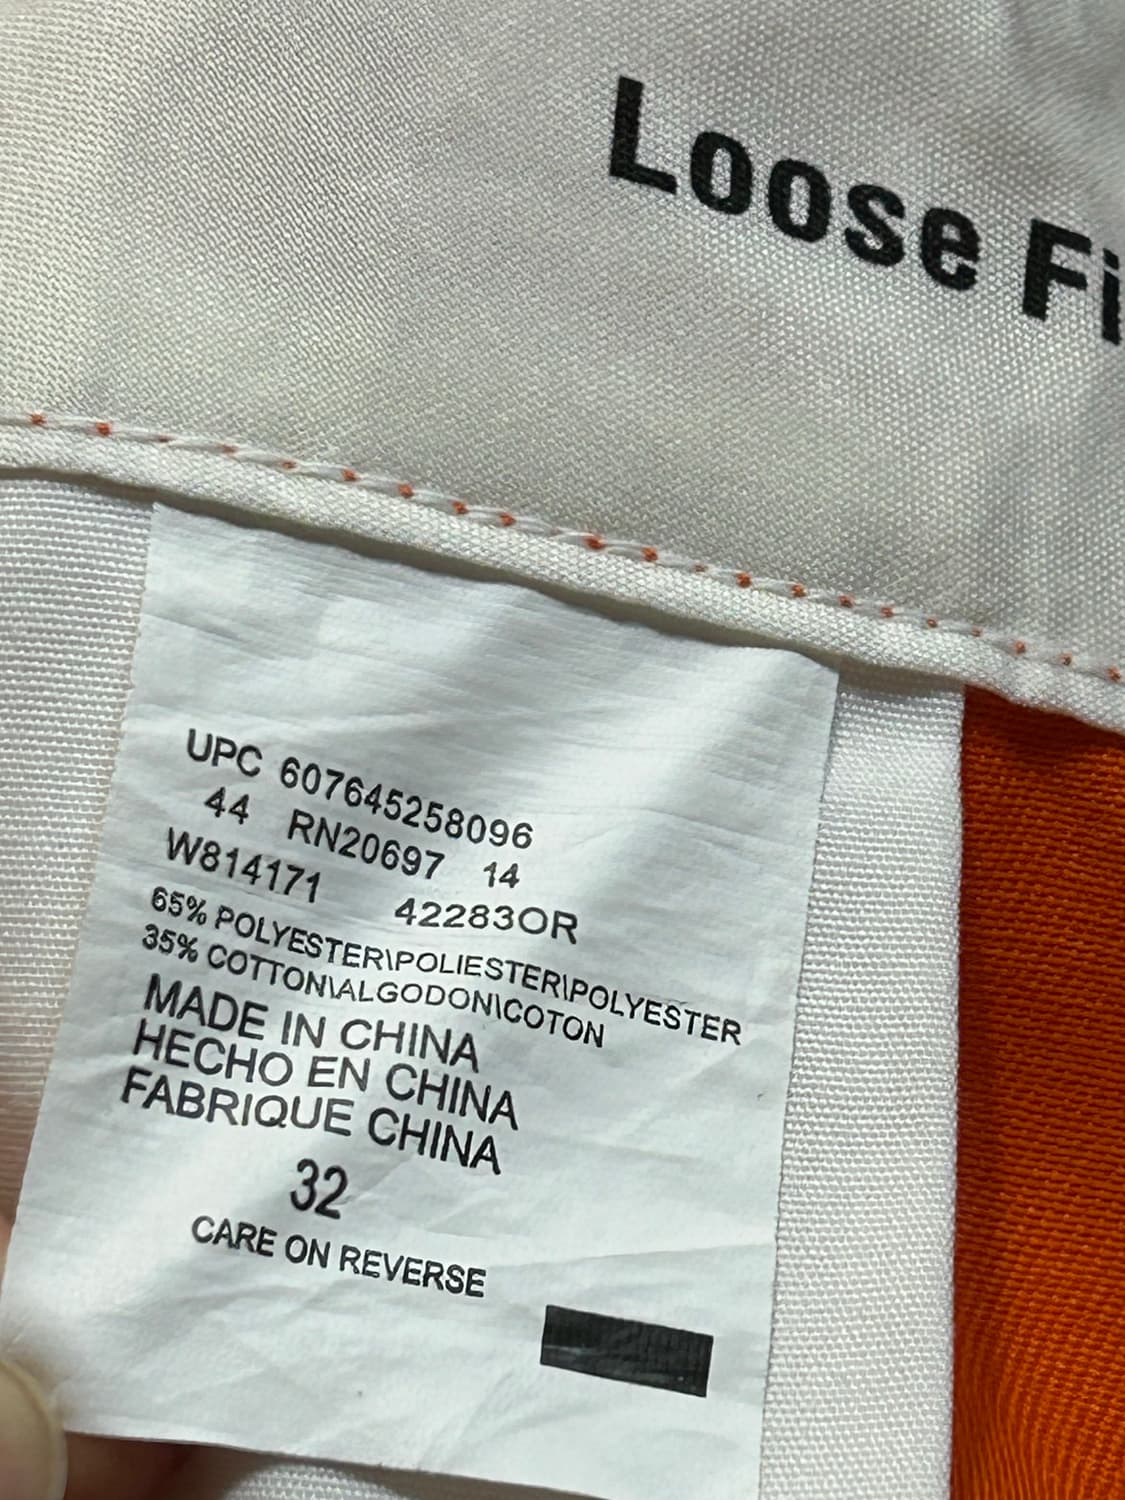 Loose Fi
UPC 607645258096
44 RN20697 14
W814171 42283OR
65% POLYESTER\POLIESTER\POLYESTER
35% COTTON\ALGODON\COTON
MADE IN CHINA
HECHO EN CHINA
FABRIQUE CHINA
32
CARE ON REVERSE